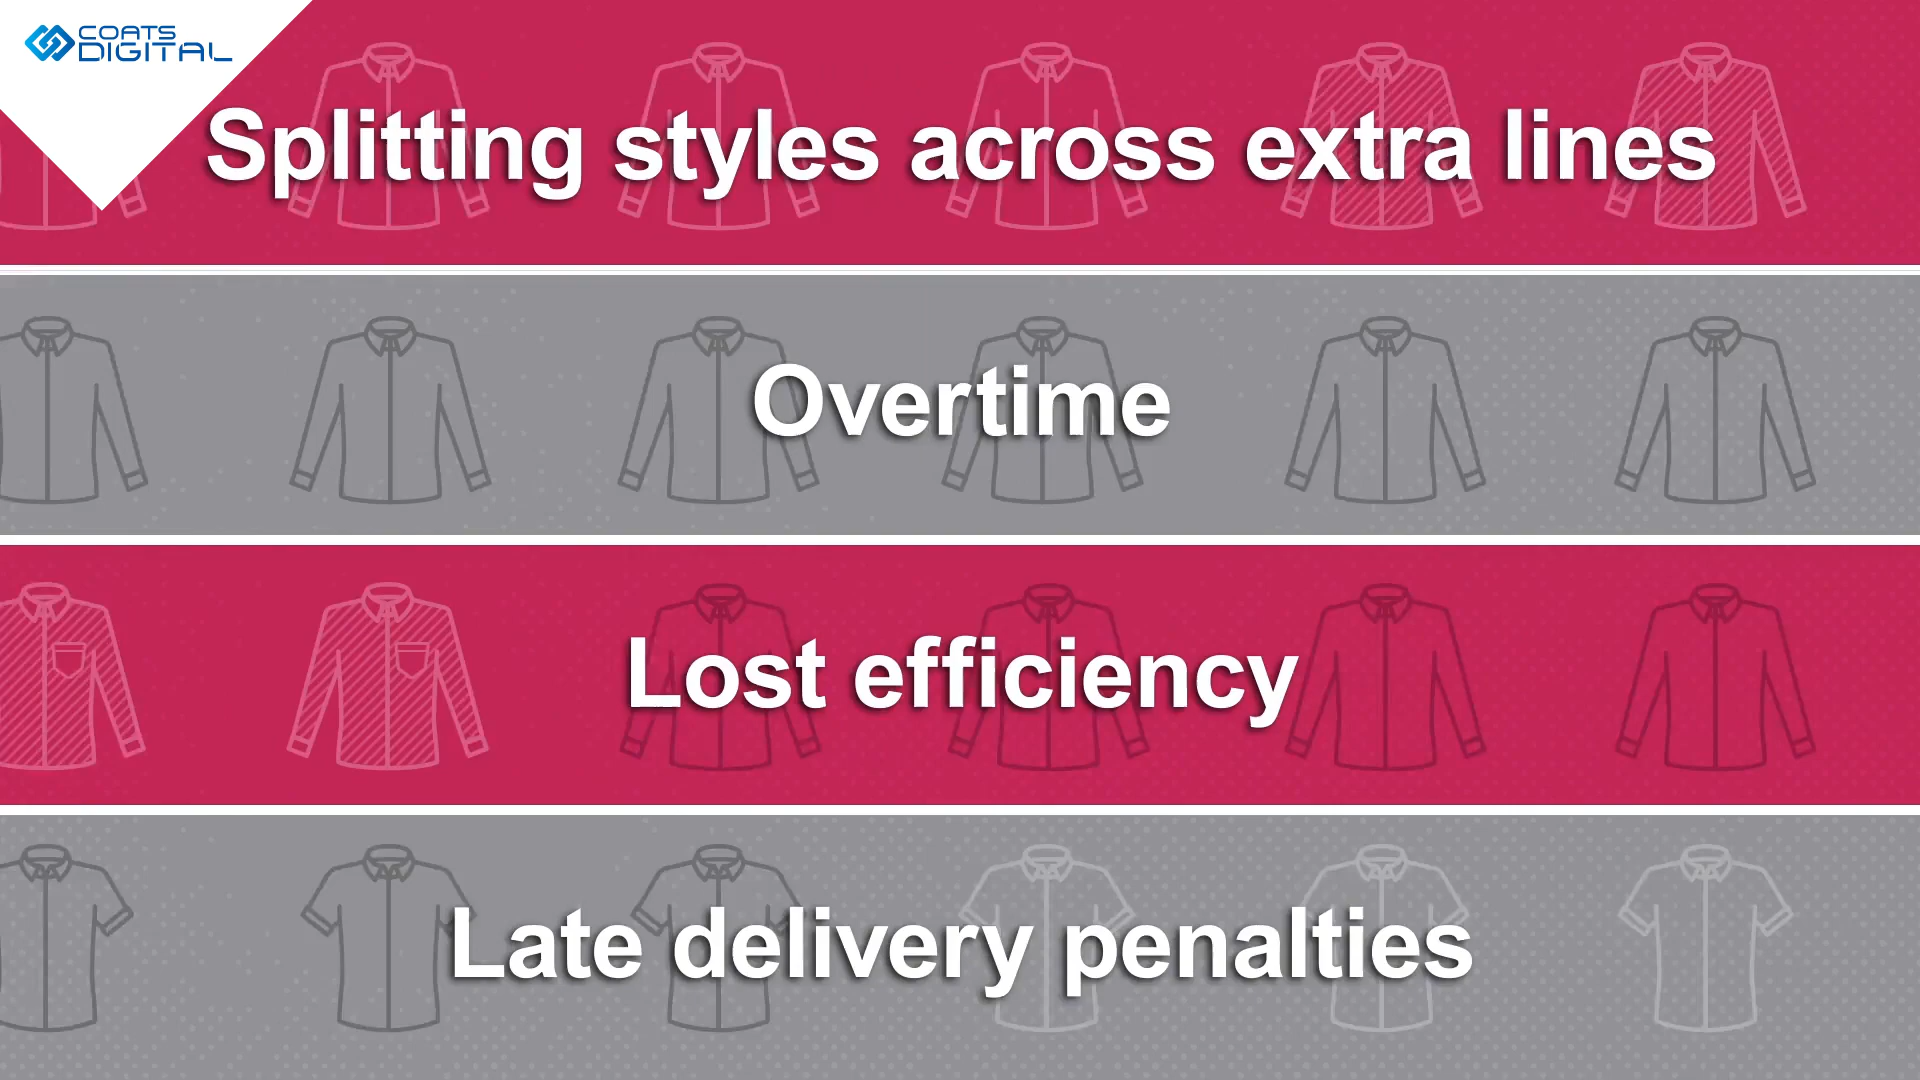 COATS
DIGITAL
Splitting styles across extra lines
Overtime
Lost efficiency
Late delivery penalties